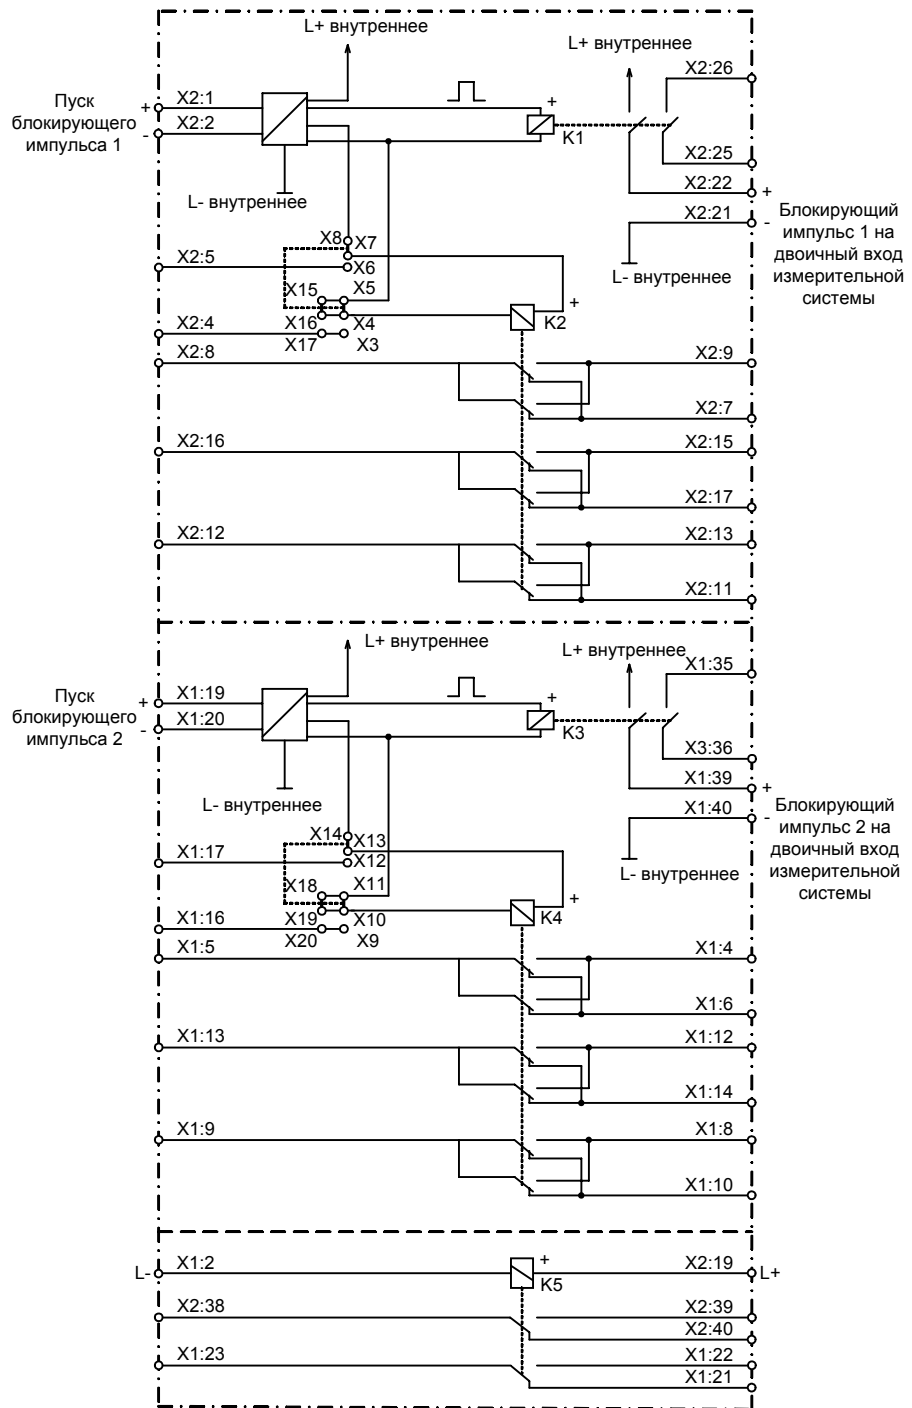 L+ внутреннее
L+ внутреннее
X2:26
Пуск
блокирующего
импульса 1
+
X2:1
-
X2:2
+
K1
X2:25
X2:22
+
L- внутреннее
X2:21
-
Блокирующий
импульс 1 на
двоичный вход
измерительной
системы
L- внутреннее
X8
X7
X2:5
X6
X15
X5
+
K2
X2:4
X16
X4
X17
X3
X2:8
X2:9
X2:7
X2:16
X2:15
X2:17
X2:12
X2:13
X2:11
L+ внутреннее
L+ внутреннее
X1:35
Пуск
блокирующего
импульса 2
+
X1:19
-
X1:20
+
K3
X3:36
X1:39
+
L- внутреннее
X1:40
-
Блокирующий
импульс 2 на
двоичный вход
измерительной
системы
L- внутреннее
X14
X13
X1:17
X12
X18
X11
+
K4
X1:16
X19
X10
X20
X9
X1:5
X1:4
X1:6
X1:13
X1:12
X1:14
X1:9
X1:8
X1:10
L-
X1:2
+
K5
X2:19
L+
X2:38
X2:39
X2:40
X1:23
X1:22
X1:21